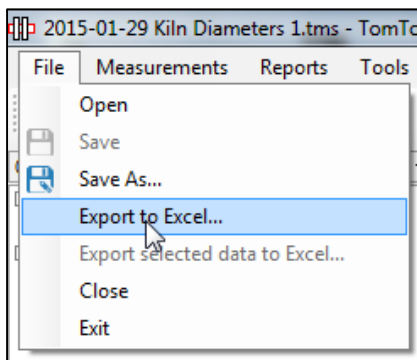 2015-01-29 Kiln Diameters 1.tms - TomTo
File Measurements Reports Tools
Open
Save
Save As...
Export to Excel...
Export selected data to Excel...
Close
Exit